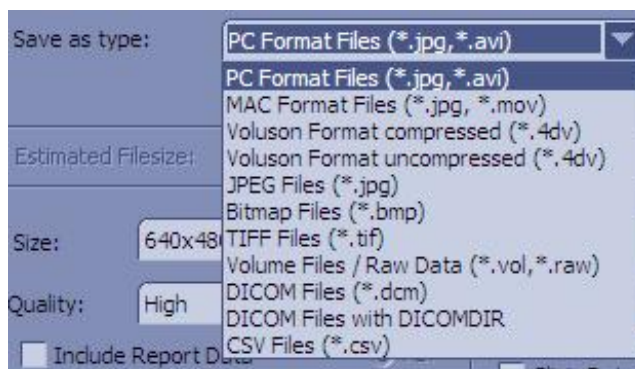 Save as type: PC Format Files (*.jpg,*.avi)
PC Format Files (*.jpg,*.avi)
MAC Format Files (*.jpg, *.mov)
Voluson Format compressed (*.4dv)
Estimated Filesize: Voluson Format uncompressed (*.4dv)
JPEG Files (*.jpg)
Bitmap Files (*.bmp)
Size: 640x48 TIFF Files (*.tif)
Volume Files / Raw Data (*.vol,*.raw)
DICOM Files (*.dcm)
Quality: High
DICOM Files with DICOMDIR
Include Report D CSV Files (*.csv)